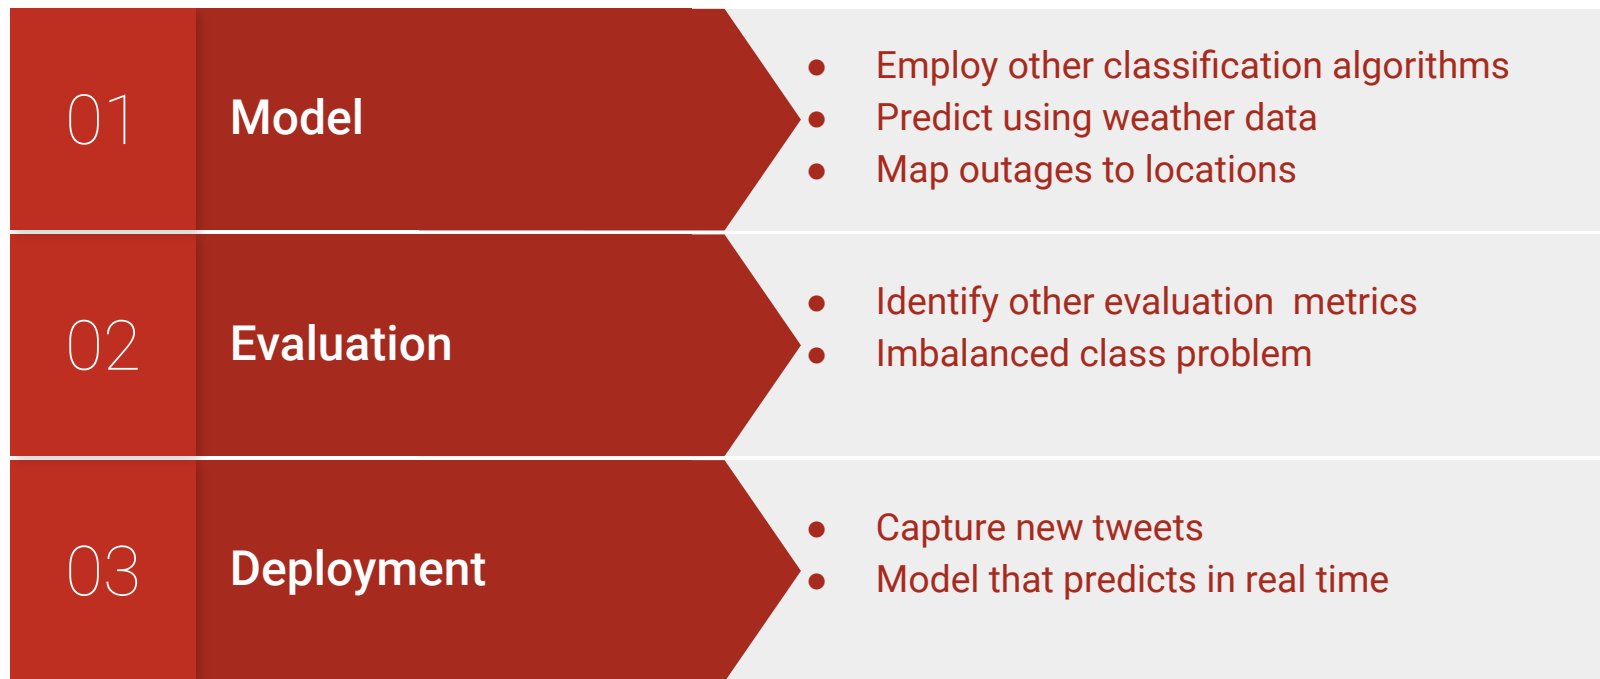 01
Model
● Employ other classification algorithms
● Predict using weather data
● Map outages to locations
02
Evaluation
● Identify other evaluation  metrics
● Imbalanced class problem
03
Deployment
● Capture new tweets
● Model that predicts in real time